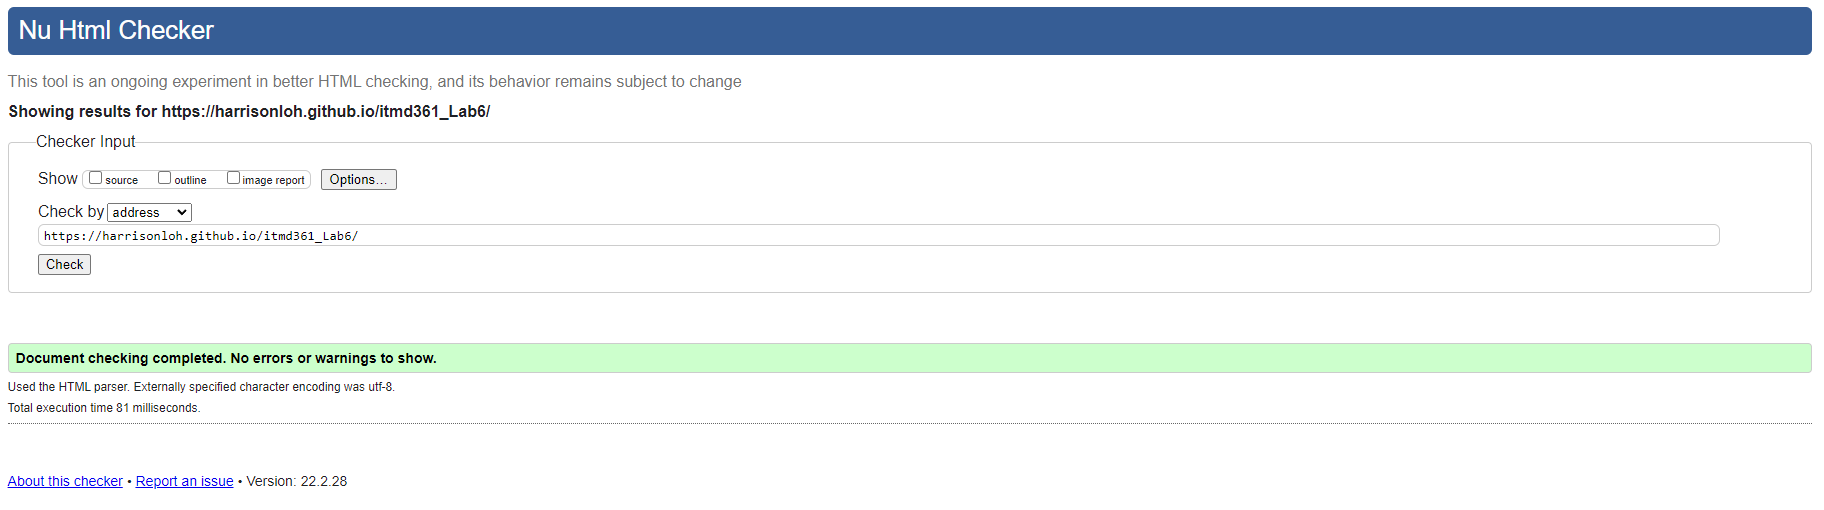 Nu Html Checker
This tool is an ongoing experiment in better HTML checking, and its behavior remains subject to change
Showing results for https://harrisonloh.github.io/itmd361_Lab6/
Checker Input
Show source outline image report Options...
Check by address
https://harrisonloh.github.io/itmd361_Lab6/
Check
Document checking completed. No errors or warnings to show.
Used the HTML parser. Externally specified character encoding was utf-8.
Total execution time 81 milliseconds.
About this checker • Report an issue • Version: 22.2.28